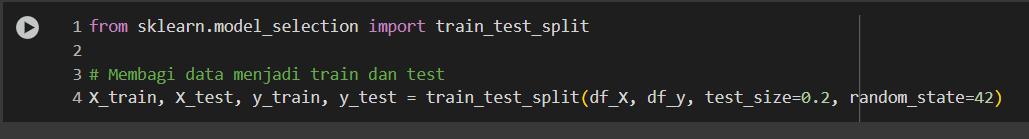 1 from sklearn.model_selection import train_test_split
2
3 # Membagi data menjadi train dan test
4 X_train, X_test, y_train, y_test = train_test_split(df_X, df_y, test_size=0.2, random_state=42)